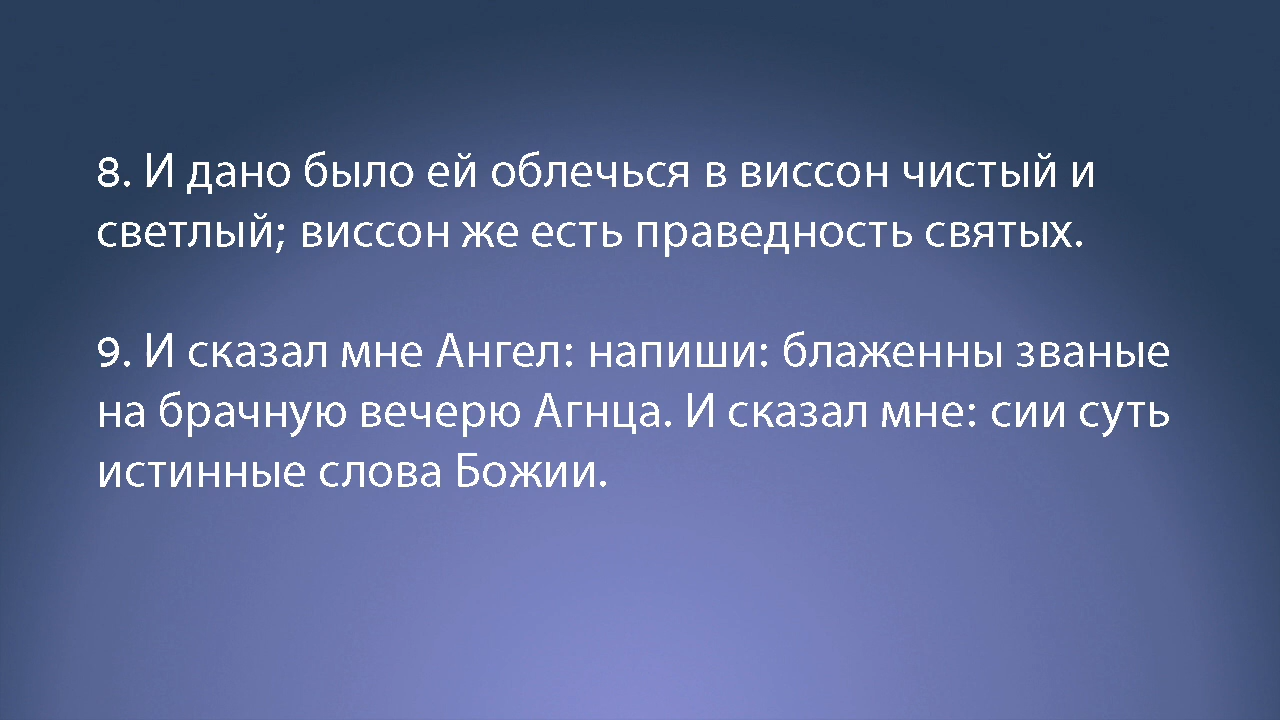 8. И дано было ей облечься в виссон чистый и
светлый; виссон же есть праведность святых.
9. И сказал мне Ангел: напиши: блаженны званые
на брачную вечерю Агнца. И сказал мне: сии суть
истинные слова Божии.